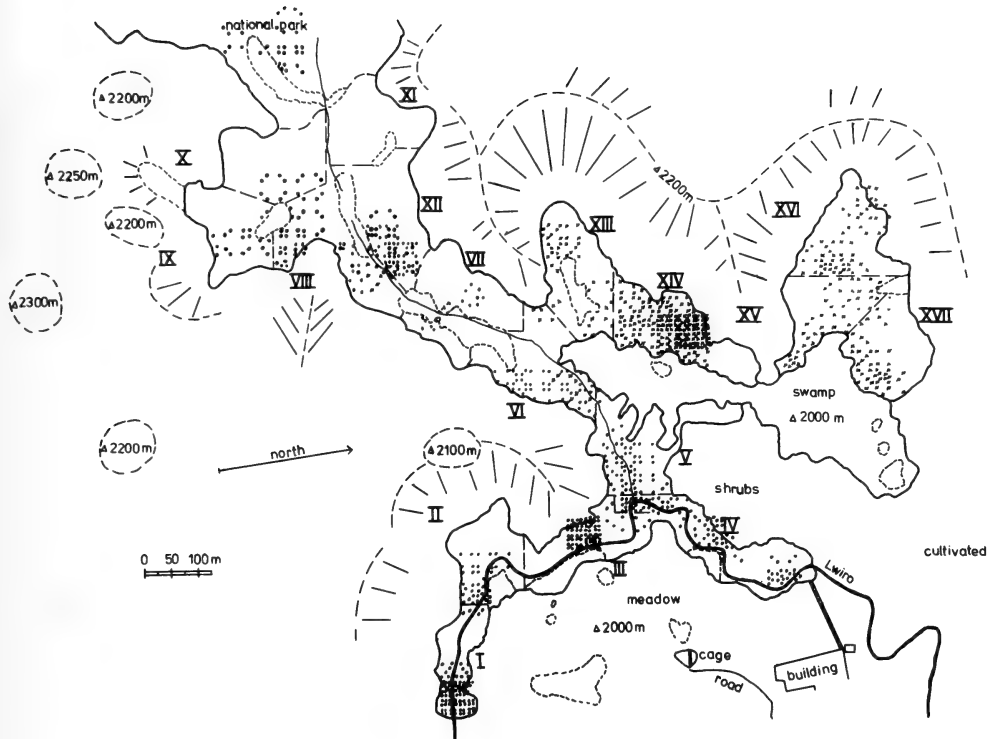 national park
△ 2200m
XI
X
△ 2250m
△ 2200m
△ 2200m
XII
XIII
XVI
IX
VII
VIII
XIV
△ 2300m
XV
XVII
swamp
△ 2000 m
VI
△ 2200m
north
△ 2100m
V
shrubs
II
IV
cultivated
0 50 100m
III
Lwiro
meadow
△ 2000m
I
cage
road
building